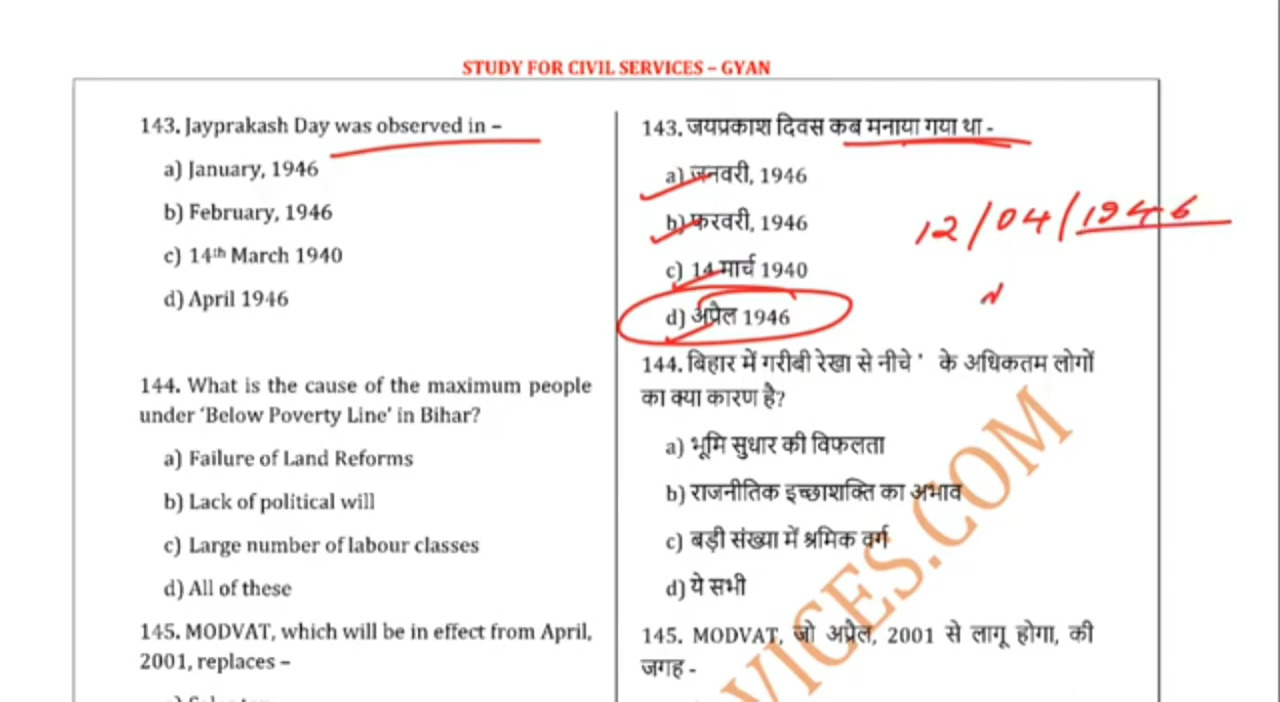 STUDY FOR CIVIL SERVICES – GYAN
143. Jayprakash Day was observed in –
a) January, 1946
b) February, 1946
c) 14th March 1940
d) April 1946
144. What is the cause of the maximum people
under ‘Below Poverty Line’ in Bihar?
a) Failure of Land Reforms
b) Lack of political will
c) Large number of labour classes
d) All of these
145. MODVAT, which will be in effect from April,
2001, replaces –
143. जयप्रकाश दिवस कब मनाया गया था -
a) जनवरी, 1946
b) फरवरी, 1946
c) 14 मार्च 1940
d) अप्रैल 1946
12/04/1946
144. बिहार में गरीबी रेखा से नीचे ' के अधिकतम लोगों
का क्या कारण है?
a) भूमि सुधार की विफलता
b) राजनीतिक इच्छाशक्ति का अभाव
c) बड़ी संख्या में श्रमिक वर्ग
d) ये सभी
145. MODVAT, जो अप्रैल, 2001 से लागू होगा, की
जगह -
VICES.COM